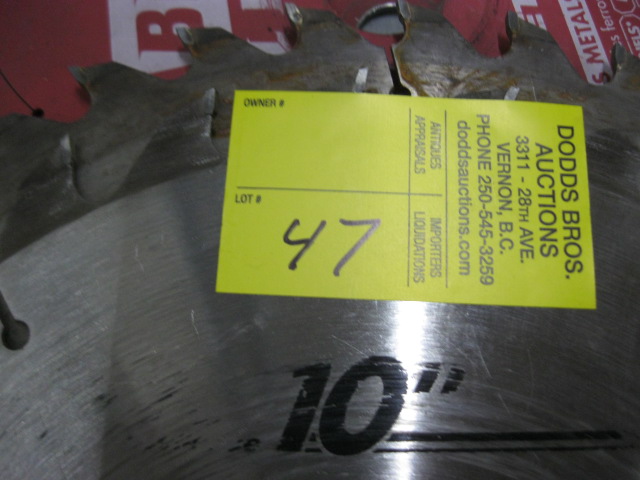 OWNER #
LOT #
47
DODDS BROS.
AUCTIONS
3311 - 28TH AVE.
VERNON, B.C.
PHONE 250-545-3259
doddsauctions.com
ANTIQUES
APPRAISALS
IMPORTERS
LIQUIDATIONS
10"